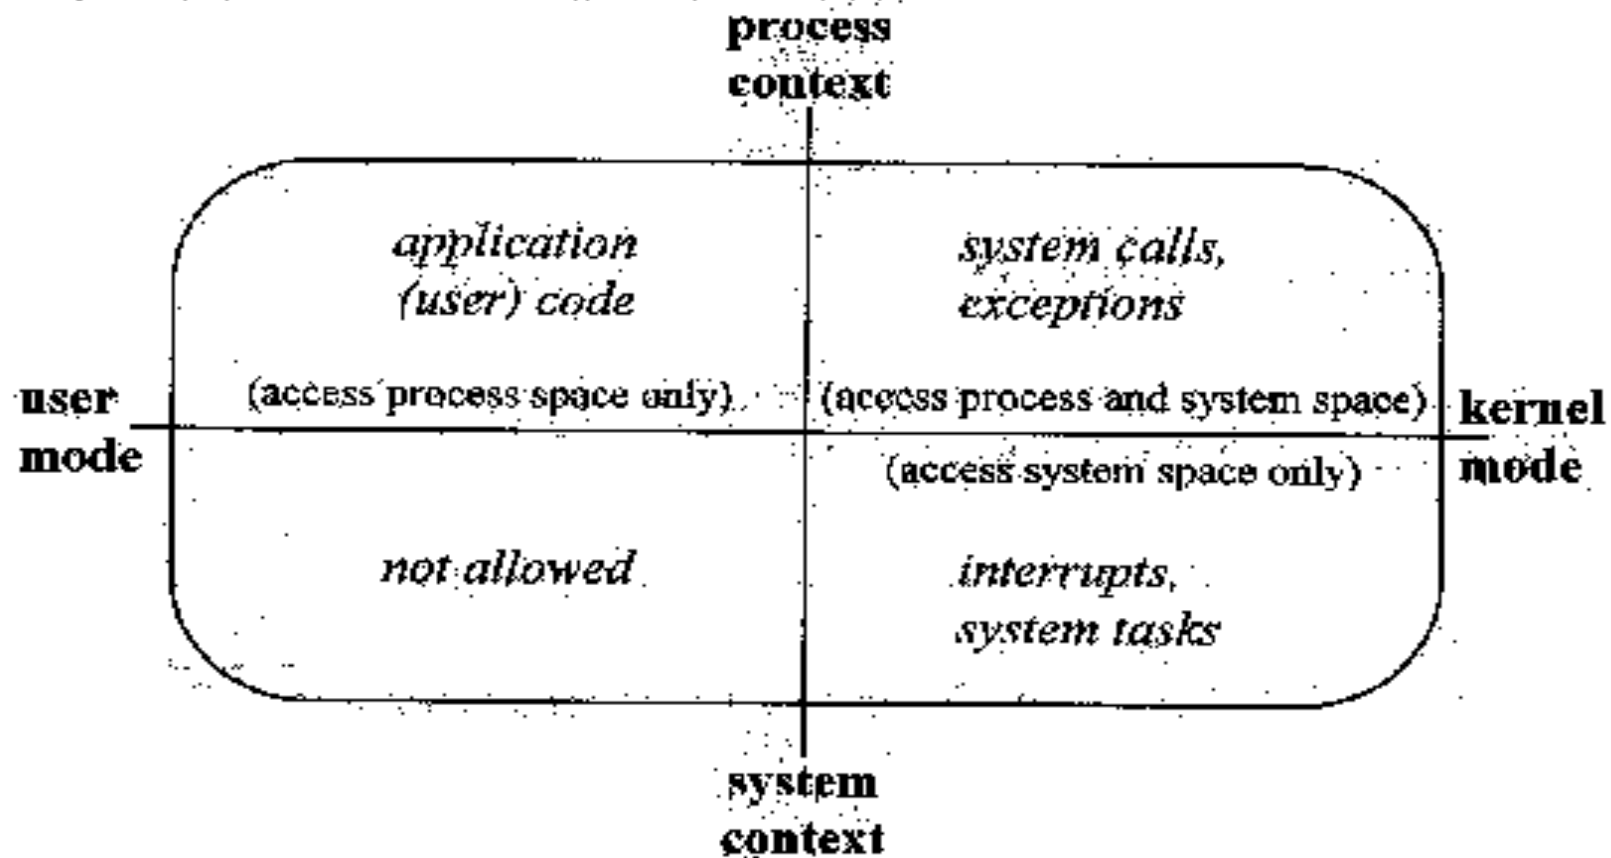 process
context
application
(user) code
system calls,
exceptions
(access process space only)
(access process and system space)
user
mode
kernel
mode
(access system space only)
not allowed
interrupts,
system tasks
system
context